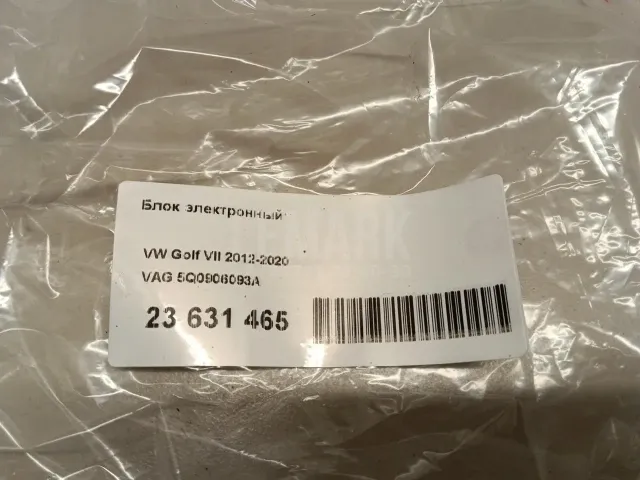 Блок электронный
VW Golf VII 2012-2020
VAG 5Q0906093A
23 631 465